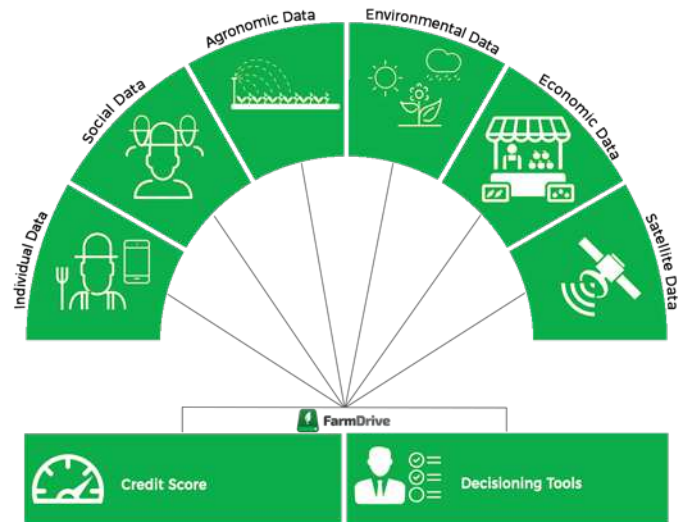 Individual Data
Social Data
Agronomic Data
Environmental Data
Economic Data
Satellite Data
FarmDrive
Credit Score
Decisioning Tools